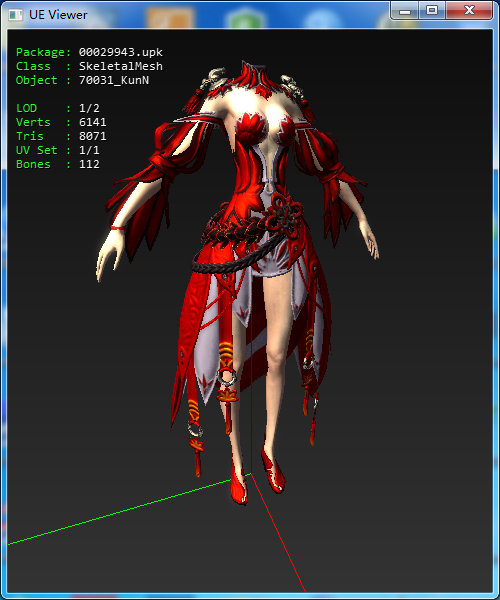 UE Viewer
Package: 00029943.upk
Class : SkeletalMesh
Object : 70031_KunN
LOD : 1/2
Verts : 6141
Tris : 8071
UV Set : 1/1
Bones : 112